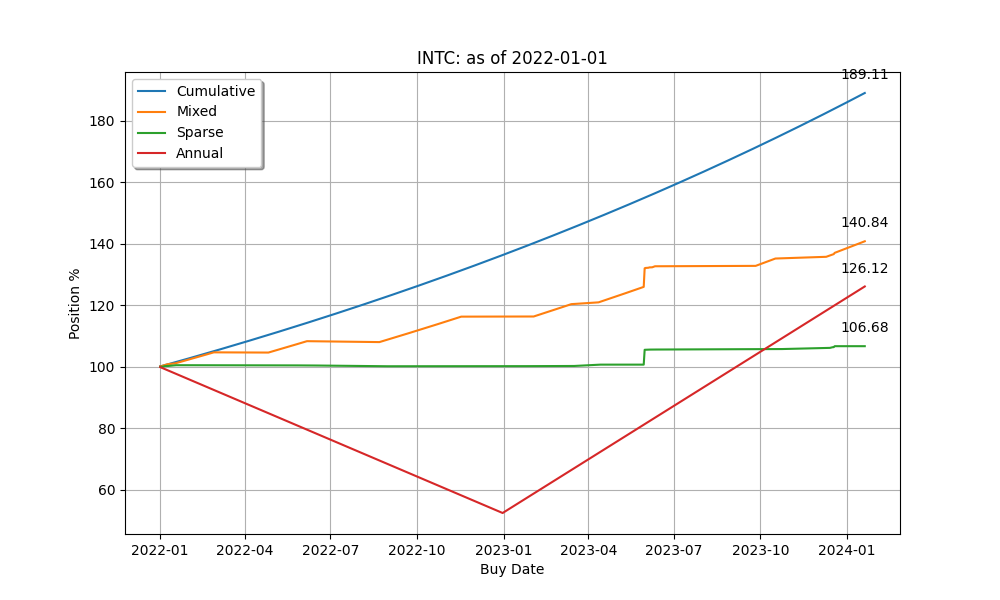 INTC: as of 2022-01-01
189.11
Cumulative
Mixed
Sparse
Annual
180
160
140
120
100
80
60
140.84
126.12
106.68
Position %
2022-01
2022-04
2022-07
2022-10
2023-01
2023-04
2023-07
2023-10
2024-01
Buy Date